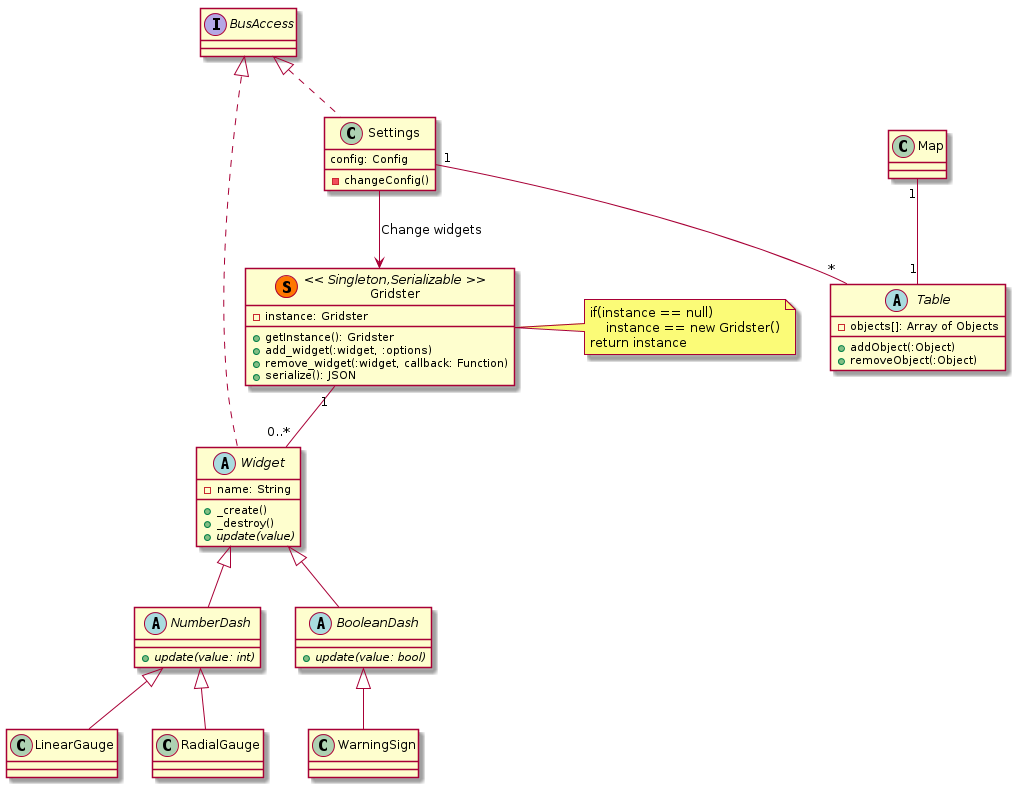 I BusAccess
C Settings
config: Config
changeConfig()
1
C Map
1
Change widgets
*
1
<< Singleton,Serializable >>
S
Gridster
instance: Gridster
getInstance(): Gridster
add_widget(:widget, :options)
remove_widget(:widget, callback: Function)
serialize(): JSON
if(instance == null)
instance == new Gridster()
return instance
A Table
objects[]: Array of Objects
addObject(:Object)
removeObject(:Object)
1
0..*
A Widget
name: String
_create()
_destroy()
update(value)
A NumberDash
update(value: int)
A BooleanDash
update(value: bool)
C LinearGauge
C RadialGauge
C WarningSign